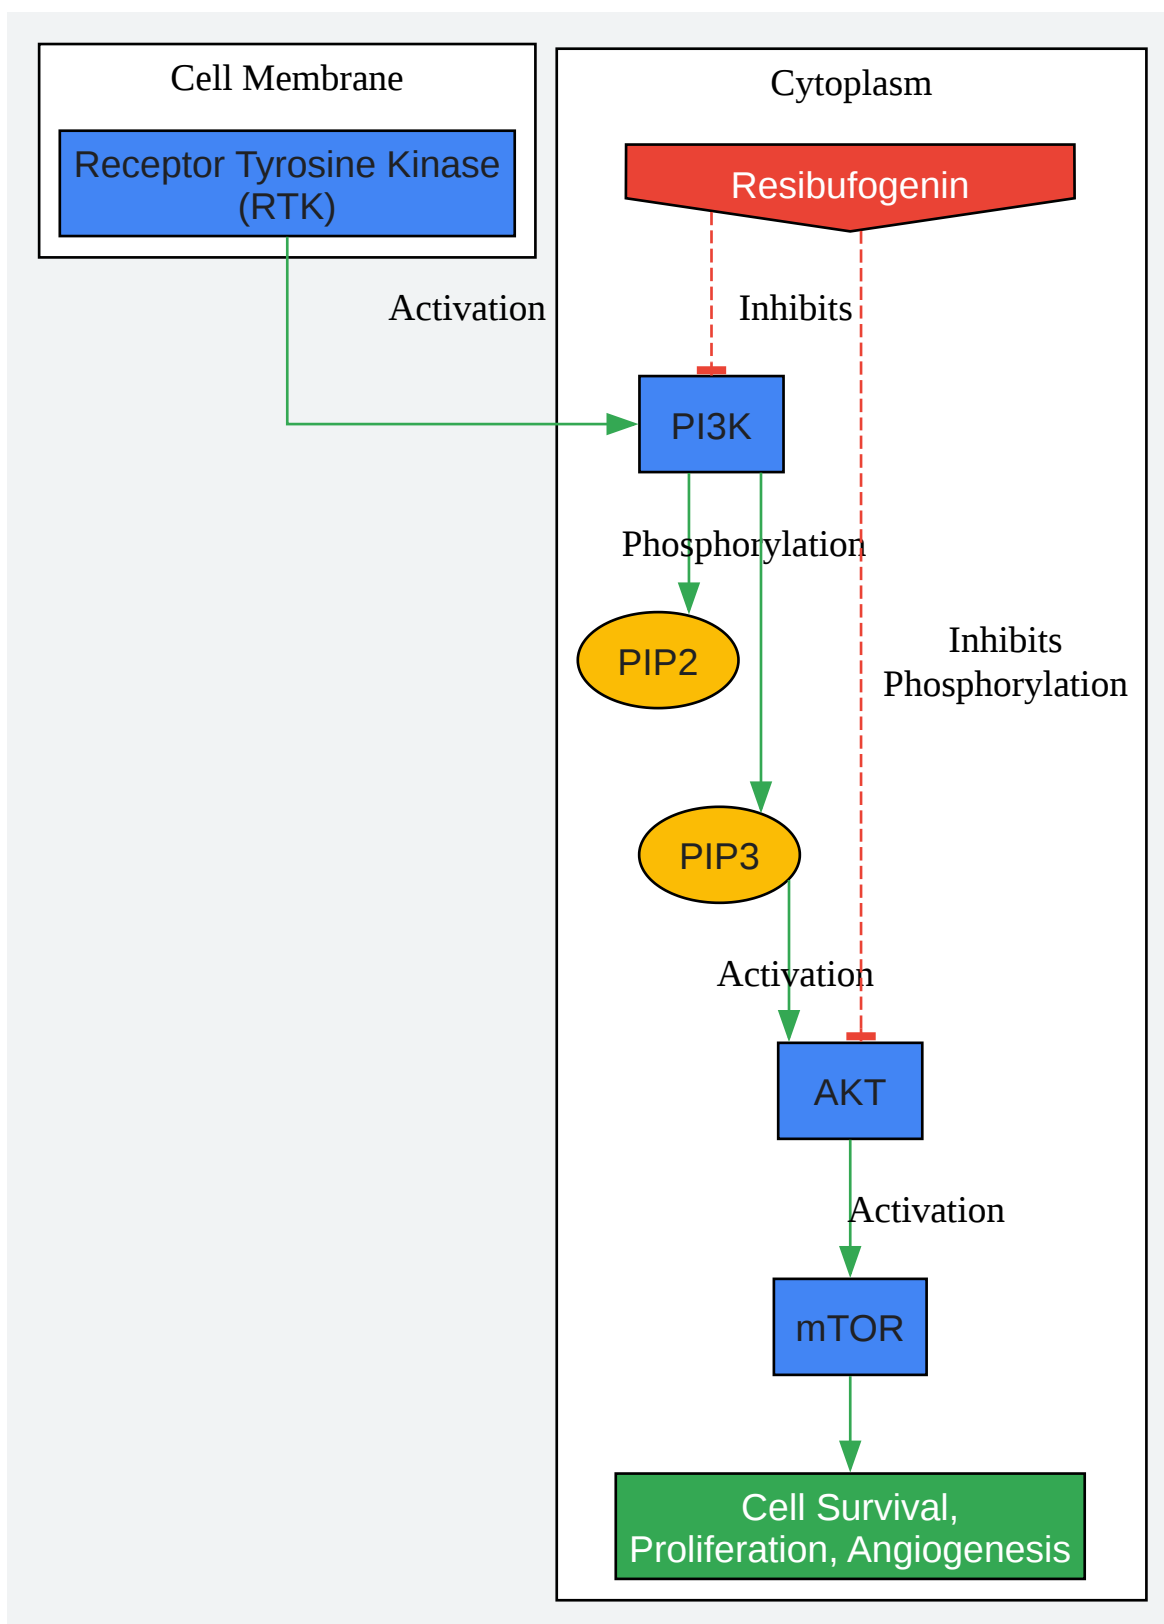 Cell Membrane
Receptor Tyrosine Kinase
(RTK)
Cytoplasm
Resibufogenin
Activation
Inhibits
PI3K
Phosphorylation
PIP2
Inhibits
Phosphorylation
PIP3
Activation
AKT
Activation
mTOR
Cell Survival,
Proliferation, Angiogenesis